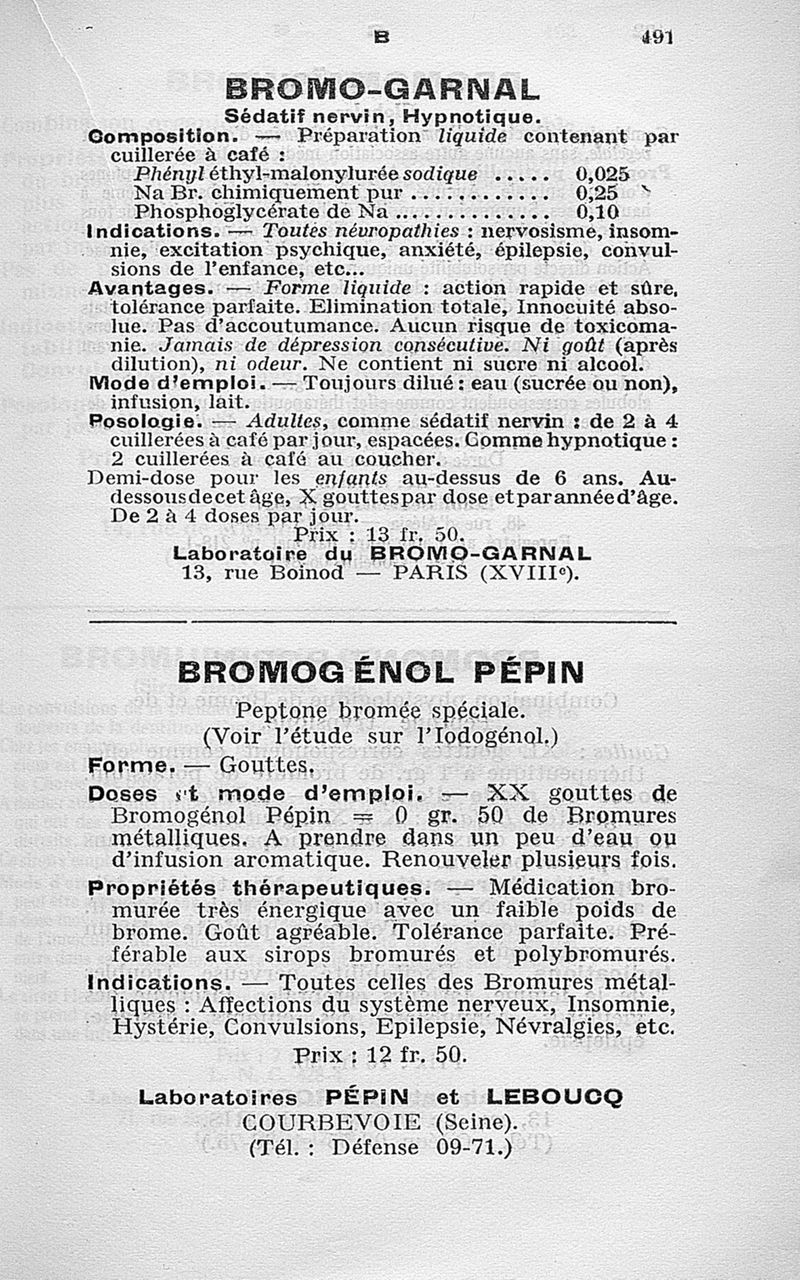 B 491
BROMO-GARNAL
Sédatif nervin, Hypnotique.
Composition. — Préparation liquide contenant par
cuillerée à café :
Phényl éthyl-malonylurée sodique ..... 0,025
Na Br. chimiquement pur ............. 0,25
Phosphoglycérate de Na .............. 0,10
Indications. — Toutes névropathies : nervosisme, insom-
nie, excitation psychique, anxiété, épilepsie, convul-
sions de l'enfance, etc...
Avantages. — Forme liquide : action rapide et sûre,
tolérance parfaite. Elimination totale, Innocuité abso-
lue. Pas d'accoutumance. Aucun risque de toxicoma-
nie. Jamais de dépression consécutive. Ni goût (après
dilution), ni odeur. Ne contient ni sucre ni alcool.
Mode d'emploi. — Toujours dilué : eau (sucrée ou non),
infusion, lait.
Posologie. — Adultes, comme sédatif nervin : de 2 à 4
cuillerées à café par jour, espacées. Comme hypnotique :
2 cuillerées à café au coucher.
Demi-dose pour les enfants au-dessus de 6 ans. Au-
dessous de cet âge, X gouttes par dose et par année d'âge.
De 2 à 4 doses par jour.
Prix : 13 fr. 50.
Laboratoire du BROMO-GARNAL
13, rue Boinod — PARIS (XVIIIe).
BROMOGÉNOL PÉPIN
Peptone bromée spéciale.
(Voir l'étude sur l'Iodogénol.)
Forme. — Gouttes.
Doses et mode d'emploi. — XX gouttes de
Bromogénol Pépin = 0 gr. 50 de Bromures
métalliques. A prendre dans un peu d'eau ou
d'infusion aromatique. Renouveler plusieurs fois.
Propriétés thérapeutiques. — Médication bro-
murée très énergique avec un faible poids de
brome. Goût agréable. Tolérance parfaite. Pré-
férable aux sirops bromurés et polybromurés.
Indications. — Toutes celles des Bromures métal-
liques : Affections du système nerveux, Insomnie,
Hystérie, Convulsions, Epilepsie, Névralgies, etc.
Prix : 12 fr. 50.
Laboratoires PÉPIN et LEBOUCQ
COURBEVOIE (Seine).
(Tél. : Défense 09-71.)